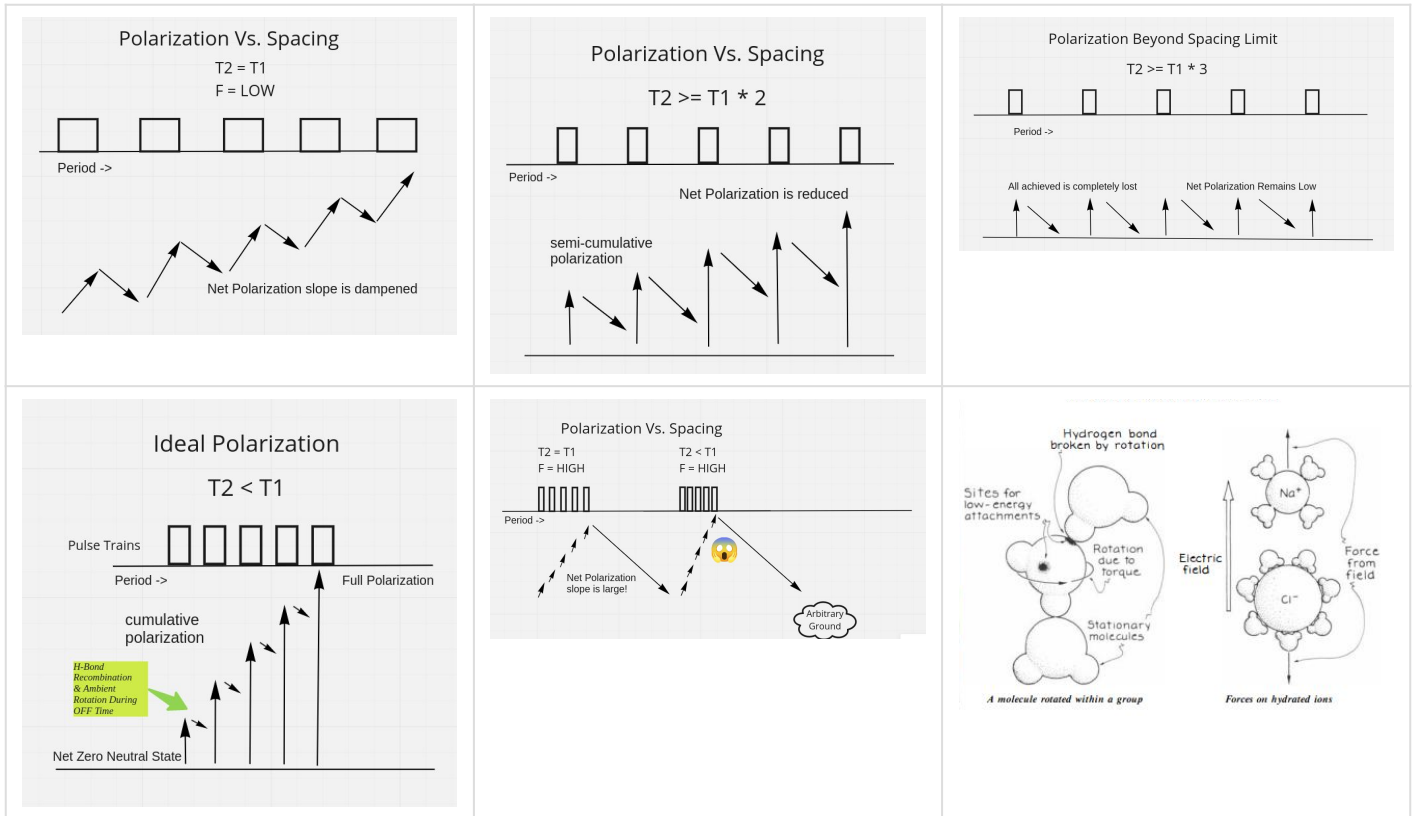 Polarization Vs. Spacing
T2 = T1
F = LOW
Period ->
Net Polarization slope is dampened
Polarization Vs. Spacing
T2 >= T1 * 2
Period ->
Net Polarization is reduced
semi-cumulative
polarization
Polarization Beyond Spacing Limit
T2 >= T1 * 3
Period ->
All achieved is completely lost
Net Polarization Remains Low
Ideal Polarization
T2 < T1
Pulse Trains
Period ->
Full Polarization
cumulative
polarization
H-Bond
Recombination
& Ambient
Rotation During
OFF Time
Net Zero Neutral State
Polarization Vs. Spacing
T2 = T1
F = HIGH
T2 < T1
F = HIGH
Period ->
Net Polarization
slope is large!
Arbitrary
Ground
Hydrogen bond
broken by rotation
Sites for
low-energy
attachments
Rotation
due to
torque
Stationary
molecules
A molecule rotated within a group
Na+
Electric
field
Force
from
field
Cl−
Forces on hydrated ions